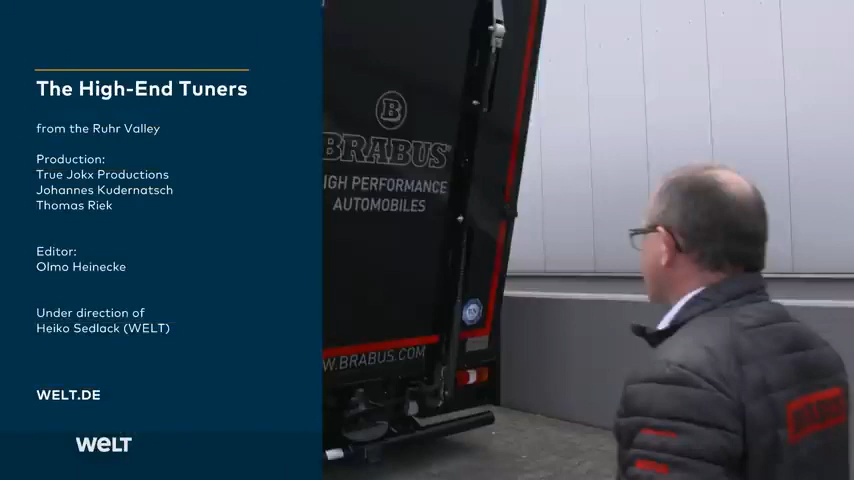 The High-End Tuners
from the Ruhr Valley
Production:
True Jokx Productions
Johannes Kudernatsch
Thomas Riek
Editor:
Olmo Heinecke
Under direction of
Heiko Sedlack (WELT)
WELT.DE
WELT
B
BRABUS
IGH PERFORMANCE
AUTOMOBILES
W.BRABUS.COM